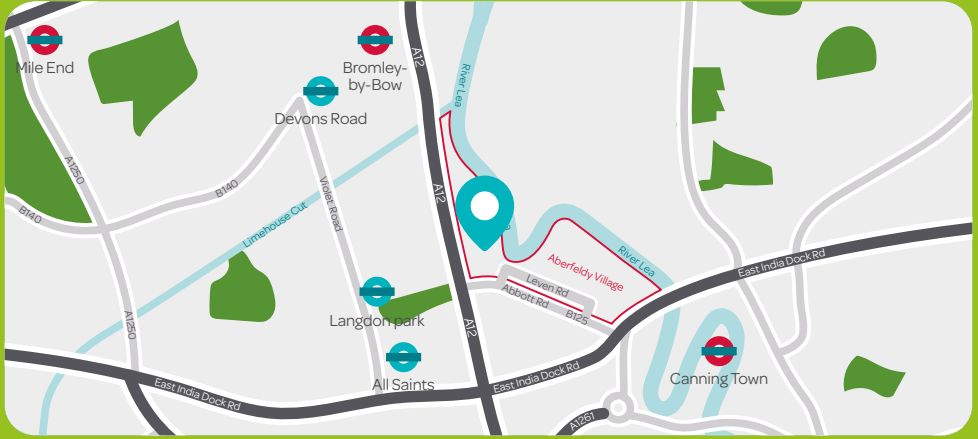 Mile End
Bromley-
by-Bow
A12
River Lea
Devons Road
A1250
B140
A12
Violet Road
B140
Limehouse Cut
River Lea
East India Dock Rd
Aberfeldy Village
Leven Rd
Abbott Rd
B125
Langdon park
A1250
A12
All Saints
Canning Town
East India Dock Rd
East India Dock Rd
A1261